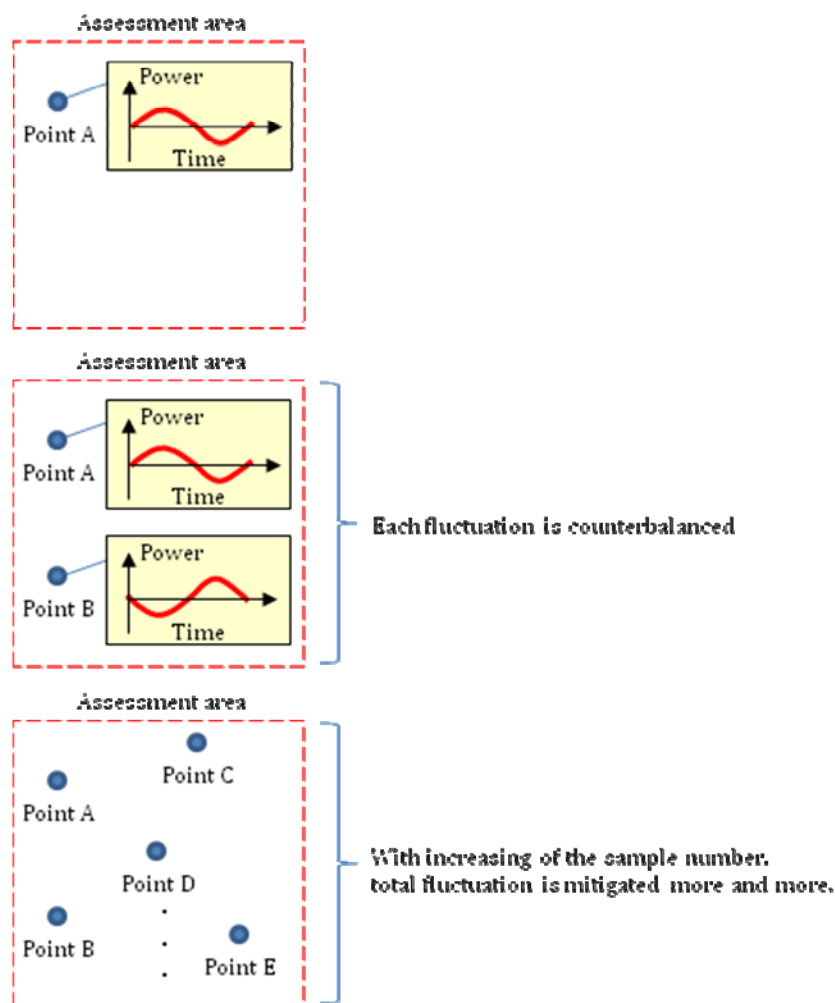 Assessment area
Power
Point A
Time
Assessment area
Power
Point A
Time
Each fluctuation is counterbalanced
Power
Point B
Time
Assessment area
Point C
Point A
With increasing of the sample number.
total fluctuation is mitigated more and more.
Point D
Point B
Point E